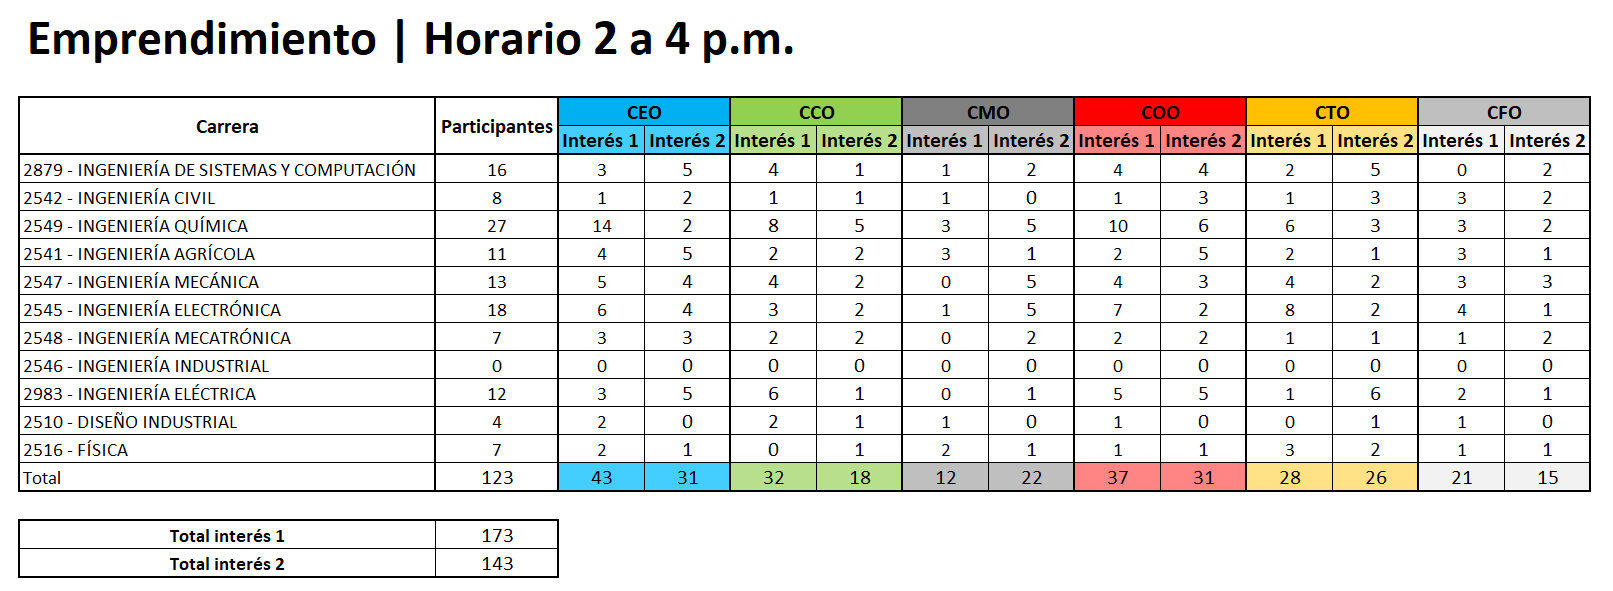 Emprendimiento | Horario 2 a 4 p.m.
Carrera Participantes CEO CCO CMO COO CTO CFO
Interés 1 Interés 2 Interés 1 Interés 2 Interés 1 Interés 2 Interés 1 Interés 2 Interés 1 Interés 2 Interés 1 Interés 2
2879 - INGENIERÍA DE SISTEMAS Y COMPUTACIÓN 16 3 5 4 1 1 2 4 4 2 5 0 2
2542 - INGENIERÍA CIVIL 8 1 2 1 1 1 0 1 3 1 3 3 2
2549 - INGENIERÍA QUÍMICA 27 14 2 8 5 3 5 10 6 6 3 3 2
2541 - INGENIERÍA AGRÍCOLA 11 4 5 2 2 3 1 2 5 2 1 3 1
2547 - INGENIERÍA MECÁNICA 13 5 4 4 2 0 5 4 3 4 2 3 3
2545 - INGENIERÍA ELECTRÓNICA 18 6 4 3 2 1 5 7 2 8 2 4 1
2548 - INGENIERÍA MECATRÓNICA 7 3 3 2 2 0 2 2 2 1 1 1 2
2546 - INGENIERÍA INDUSTRIAL 0 0 0 0 0 0 0 0 0 0 0 0 0
2983 - INGENIERÍA ELÉCTRICA 12 3 5 6 1 0 1 5 5 1 6 2 1
2510 - DISEÑO INDUSTRIAL 4 2 0 2 1 1 0 1 0 0 1 1 0
2516 - FÍSICA 7 2 1 0 1 2 1 1 1 3 2 1 1
Total 123 43 31 32 18 12 22 37 31 28 26 21 15
Total interés 1 173
Total interés 2 143